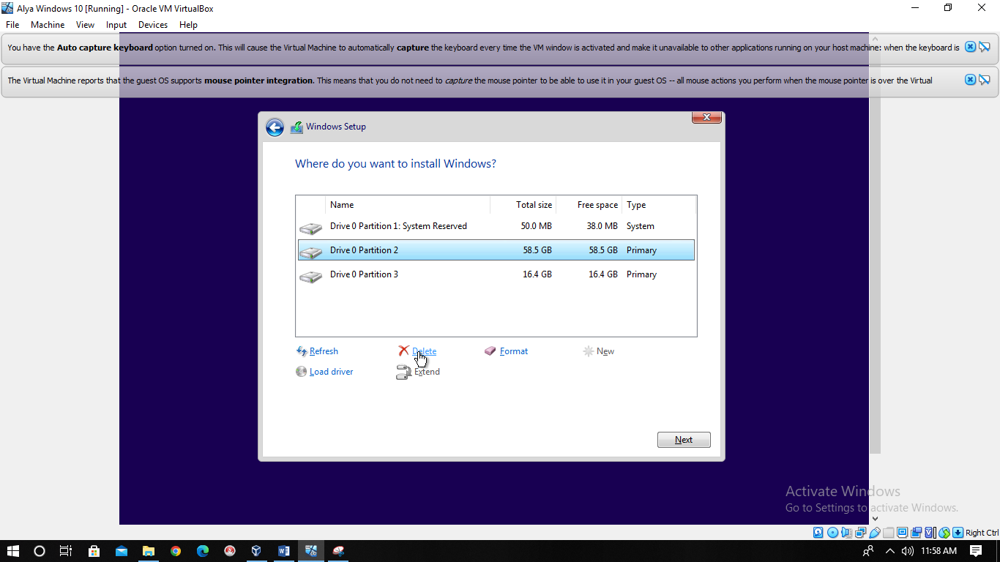 Alya Windows 10 [Running] - Oracle VM VirtualBox
File Machine View Input Devices Help
You have the Auto capture keyboard option turned on. This will cause the Virtual Machine to automatically capture the keyboard every time the VM window is activated and make it unavailable to other applications running on your host machine: when the keyboard is
The Virtual Machine reports that the guest OS supports mouse pointer integration. This means that you do not need to capture the mouse pointer to be able to use it in your guest OS -- all mouse actions you perform when the mouse pointer is over the Virtual
Windows Setup
Where do you want to install Windows?
Name Total size Free space Type
Drive 0 Partition 1: System Reserved 50.0 MB 38.0 MB System
Drive 0 Partition 2 58.5 GB 58.5 GB Primary
Drive 0 Partition 3 16.4 GB 16.4 GB Primary
Refresh Delete Format New
Load driver Extend
Next
Activate Windows
Go to Settings to activate Windows.
Right Ctrl
11:58 AM